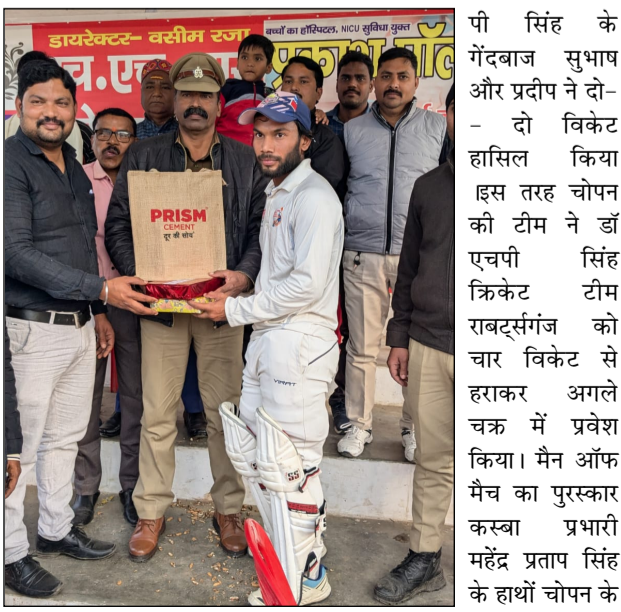 डायरेक्टर- वसीम रजा
बच्चों का हॉस्पिटल, NICU सुविधा युक्त
PRISM
CEMENT
दूर की सोच
VIRAT
SS
पी सिंह के
गेंदबाज सुभाष
और प्रदीप ने दो-
- दो विकेट
हासिल किया
।इस तरह चोपन
की टीम ने डॉ
एचपी सिंह
क्रिकेट टीम
राबर्ट्सगंज को
चार विकेट से
हराकर अगले
चक्र में प्रवेश
किया। मैन ऑफ
मैच का पुरस्कार
कस्बा प्रभारी
महेंद्र प्रताप सिंह
के हाथों चोपन के